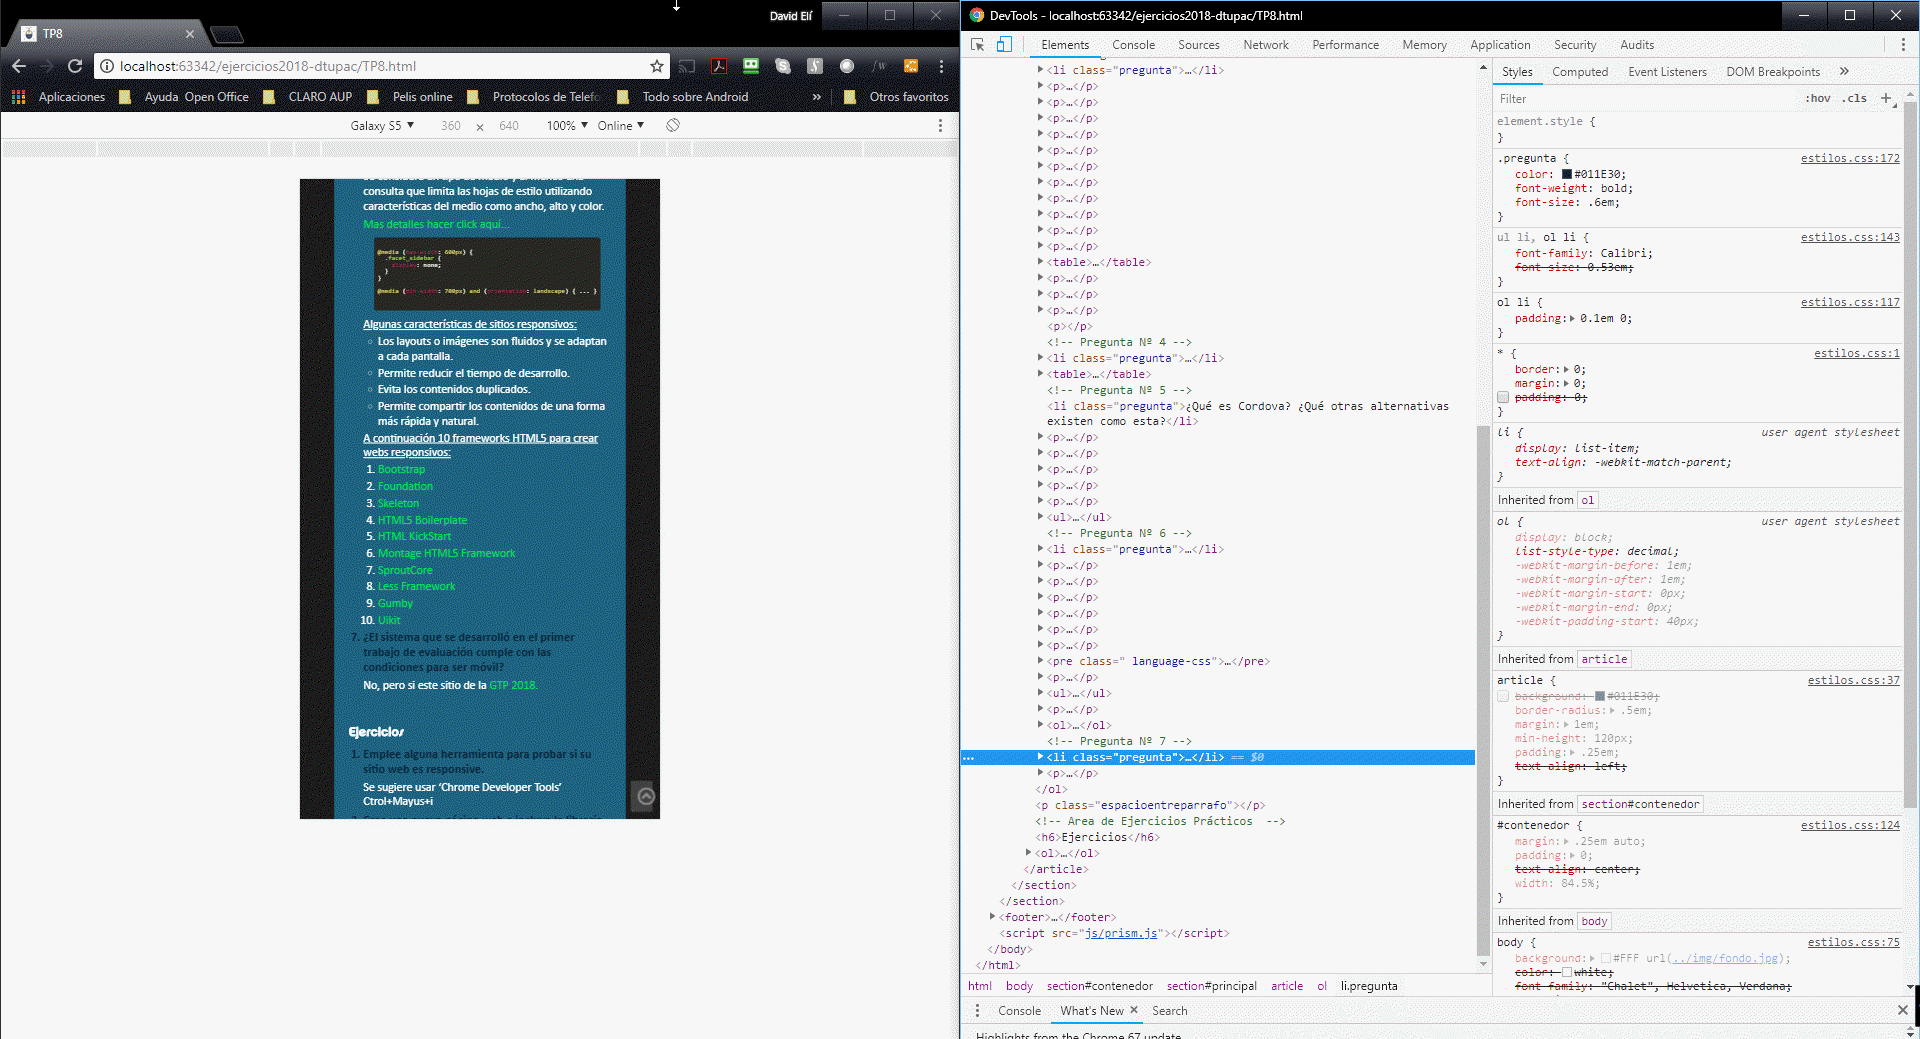 David Elí
TP8
localhost:63342/ejercicios2018-dtupac/TP8.html
Aplicaciones
Ayuda Open Office
CLARO AUP
Pelis online
Protocolos de Telefo
Todo sobre Android
»
Otros favoritos
Galaxy S5 ▼ 360 × 640 100% ▼ Online ▼
consulta que limita las hojas de estilo utilizando
características del medio como ancho, alto y color.
Mas detalles hacer click aquí...
@media (max-width: 600px) {
.facet_sidebar {
display: none;
}
}
@media (min-width: 700px) and (orientation: landscape) { ... }
Algunas características de sitios responsivos:
Los layouts o imágenes son fluidos y se adaptan
a cada pantalla.
Permite reducir el tiempo de desarrollo.
Evita los contenidos duplicados.
Permite compartir los contenidos de una forma
más rápida y natural.
A continuación 10 frameworks HTML5 para crear
webs responsivos:
1. Bootstrap
2. Foundation
3. Skeleton
4. HTML5 Boilerplate
5. HTML KickStart
6. Montage HTML5 Framework
7. SproutCore
8. Less Framework
9. Gumby
10. Uikit
7. ¿El sistema que se desarrolló en el primer
trabajo de evaluación cumple con las
condiciones para ser móvil?
No, pero si este sitio de la GTP 2018.
Ejercicios
1. Emplee alguna herramienta para probar si su
sitio web es responsive.
Se sugiere usar ‘Chrome Developer Tools’
Ctrol+Mayus+i
DevTools - localhost:63342/ejercicios2018-dtupac/TP8.html
Elements Console Sources Network Performance Memory Application Security Audits
<li class="pregunta">…</li>
<p>…</p>
<p>…</p>
<p>…</p>
<p>…</p>
<p>…</p>
<p>…</p>
<p>…</p>
<p>…</p>
<p>…</p>
<p>…</p>
<p>…</p>
<table>…</table>
<p>…</p>
<p>…</p>
<p>…</p>
<p></p>
<!-- Pregunta Nº 4 -->
<li class="pregunta">…</li>
<table>…</table>
<!-- Pregunta Nº 5 -->
<li class="pregunta">¿Qué es Cordova? ¿Qué otras alternativas
existen como esta?</li>
<p>…</p>
<p>…</p>
<p>…</p>
<p>…</p>
<p>…</p>
<ul>…</ul>
<!-- Pregunta Nº 6 -->
<li class="pregunta">…</li>
<p>…</p>
<p>…</p>
<p>…</p>
<p>…</p>
<p>…</p>
<p>…</p>
<pre class=" language-css">…</pre>
<p>…</p>
<ul>…</ul>
<p>…</p>
<ol>…</ol>
<!-- Pregunta Nº 7 -->
<li class="pregunta">…</li> == $0
<p>…</p>
</ol>
<p class="espacioentreparrafo"></p>
<!-- Area de Ejercicios Prácticos -->
<h6>Ejercicios</h6>
<ol>…</ol>
</article>
</section>
</section>
<footer>…</footer>
<script src="js/prism.js"></script>
</body>
</html>
html body section#contenedor section#principal article ol li.pregunta
Console What's New × Search
Highlights from the Chrome 67 update
Styles Computed Event Listeners DOM Breakpoints »
Filter :hov .cls +
element.style {
}
.pregunta { estilos.css:172
color: #011E30;
font-weight: bold;
font-size: .6em;
}
ul li, ol li { estilos.css:143
font-family: Calibri;
font-size: 0.53em;
}
ol li { estilos.css:117
padding: 0.1em 0;
}
* { estilos.css:1
border: 0;
margin: 0;
padding: 0;
}
li { user agent stylesheet
display: list-item;
text-align: -webkit-match-parent;
}
Inherited from ol
ol { user agent stylesheet
display: block;
list-style-type: decimal;
-webkit-margin-before: 1em;
-webkit-margin-after: 1em;
-webkit-margin-start: 0px;
-webkit-margin-end: 0px;
-webkit-padding-start: 40px;
}
Inherited from article
article { estilos.css:37
background: #011E30;
border-radius: .5em;
margin: 1em;
min-height: 120px;
padding: .25em;
text-align: left;
}
Inherited from section#contenedor
#contenedor { estilos.css:124
margin: .25em auto;
padding: 0;
text-align: center;
width: 84.5%;
}
Inherited from body
body { estilos.css:75
background: #FFF url(../img/fondo.jpg);
color: white;
font-family: "Chalet", Helvetica, Verdana;